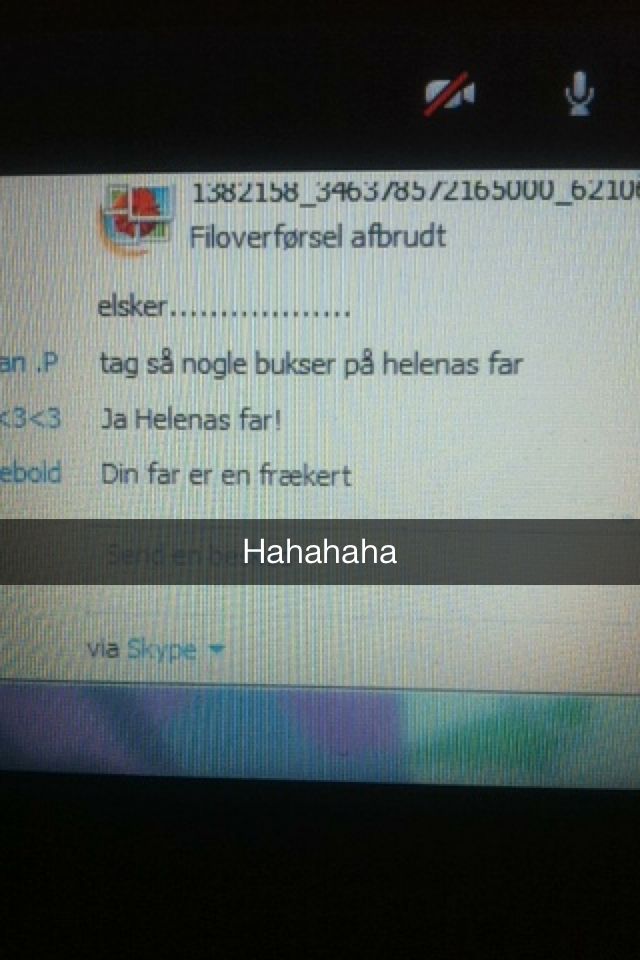 1382158_346378572165000_6210
Filoverførsel afbrudt
elsker..................
an .P tag så nogle bukser på helenas far
<3<3 Ja Helenas far!
ebold Din far er en frækert
Send en be
Hahahaha
via Skype